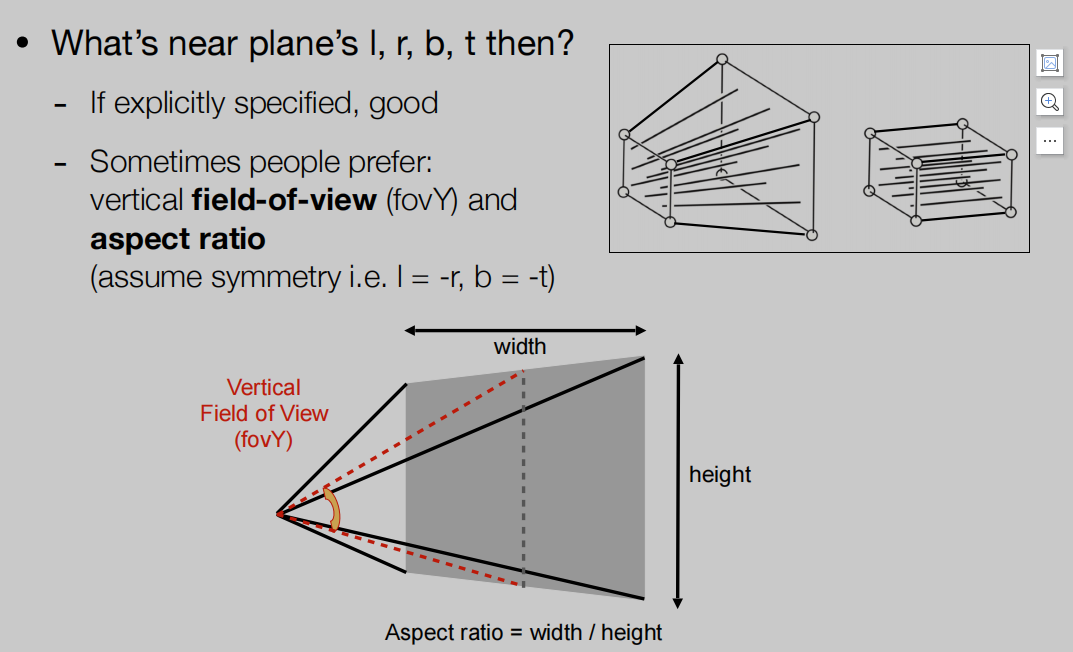 • What's near plane's l, r, b, t then?
- If explicitly specified, good
- Sometimes people prefer:
vertical field-of-view (fovY) and
aspect ratio
(assume symmetry i.e. l = -r, b = -t)
width
Vertical
Field of View
(fovY)
height
Aspect ratio = width / height